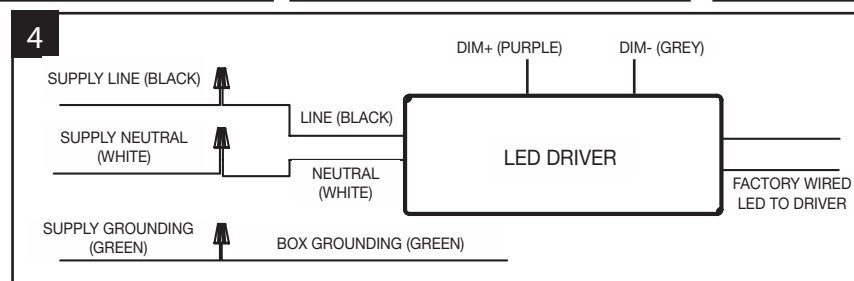 4
DIM+ (PURPLE)
DIM- (GREY)
SUPPLY LINE (BLACK)
LINE (BLACK)
SUPPLY NEUTRAL
(WHITE)
LED DRIVER
NEUTRAL
(WHITE)
FACTORY WIRED
LED TO DRIVER
SUPPLY GROUNDING
(GREEN)
BOX GROUNDING (GREEN)